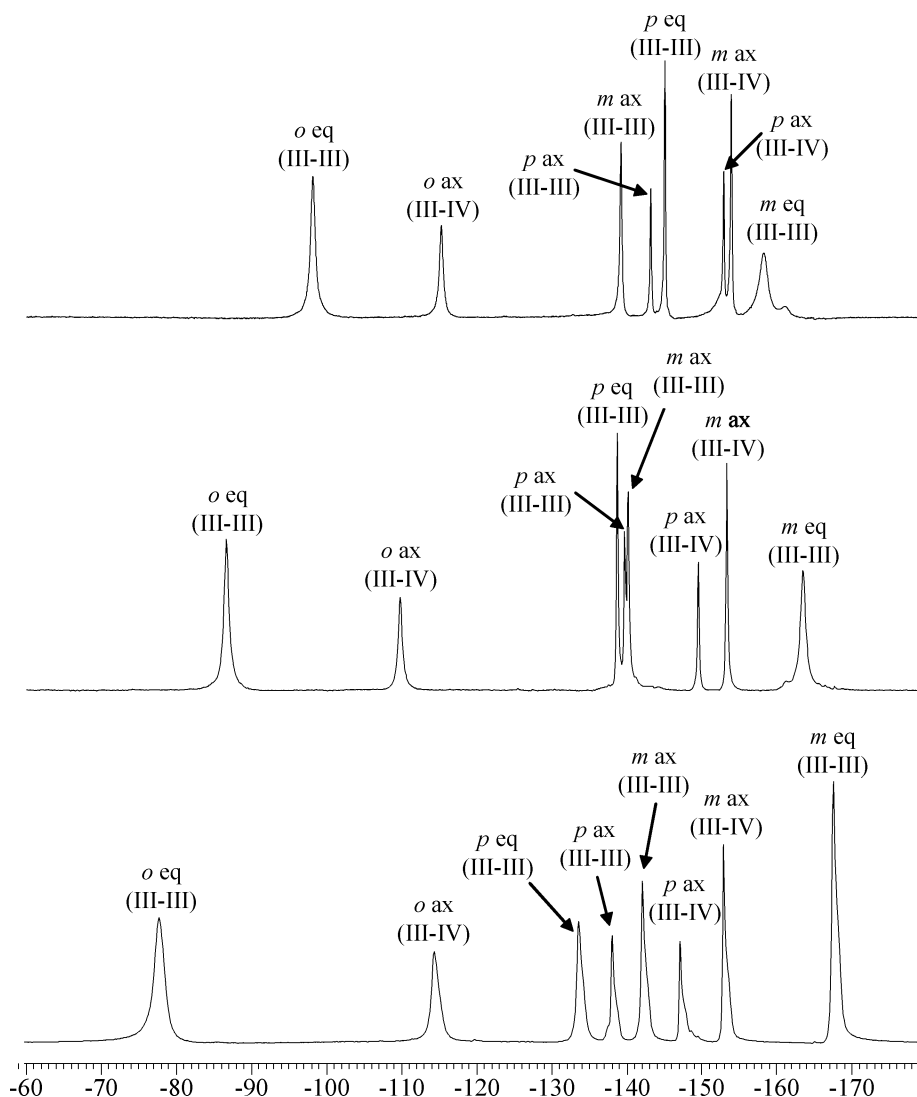 p eq
(III-III)
m ax
(III-IV)
m ax
(III-III)
p ax
(III-IV)
o eq
(III-III)
p ax
(III-III)
o ax
(III-IV)
m eq
(III-III)
m ax
(III-III)
p eq
(III-III)
m ax
(III-IV)
p ax
(III-III)
o eq
(III-III)
p ax
(III-IV)
m eq
(III-III)
o ax
(III-IV)
m eq
(III-III)
m ax
(III-III)
m ax
(III-IV)
p eq
(III-III)
p ax
(III-III)
o eq
(III-III)
p ax
(III-IV)
o ax
(III-IV)
-60 -70 -80 -90 -100 -110 -120 -130 -140 -150 -160 -170